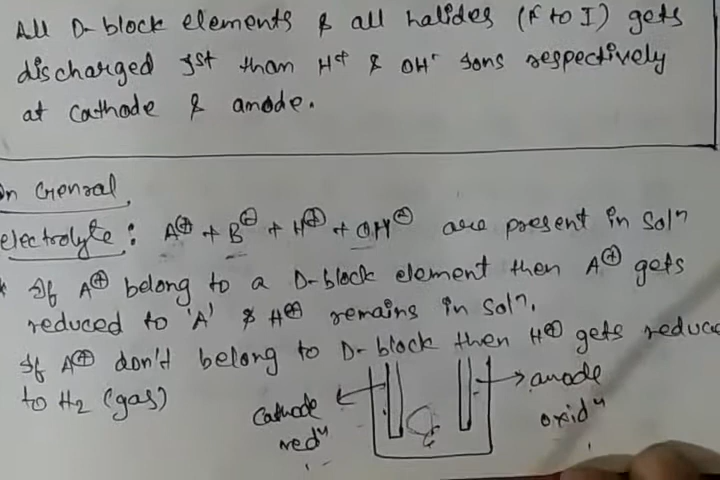 All D-block elements & all halides (F to I) gets
discharged 1st than H⁺ & OH⁻ Ions respectively
at Cathode & anode.
In General,
electrolyte: A⊕ + B⊖ + H⊕ + OH⊖ are present in Solⁿ
* If A⊕ belong to a D-block element then A⊕ gets
reduced to 'A' & H⊕ remains in Solⁿ.
If A⊕ don't belong to D-block then H⊕ gets reduce
to H₂ (gas)
Cathode
redⁿ
anode
oxidⁿ